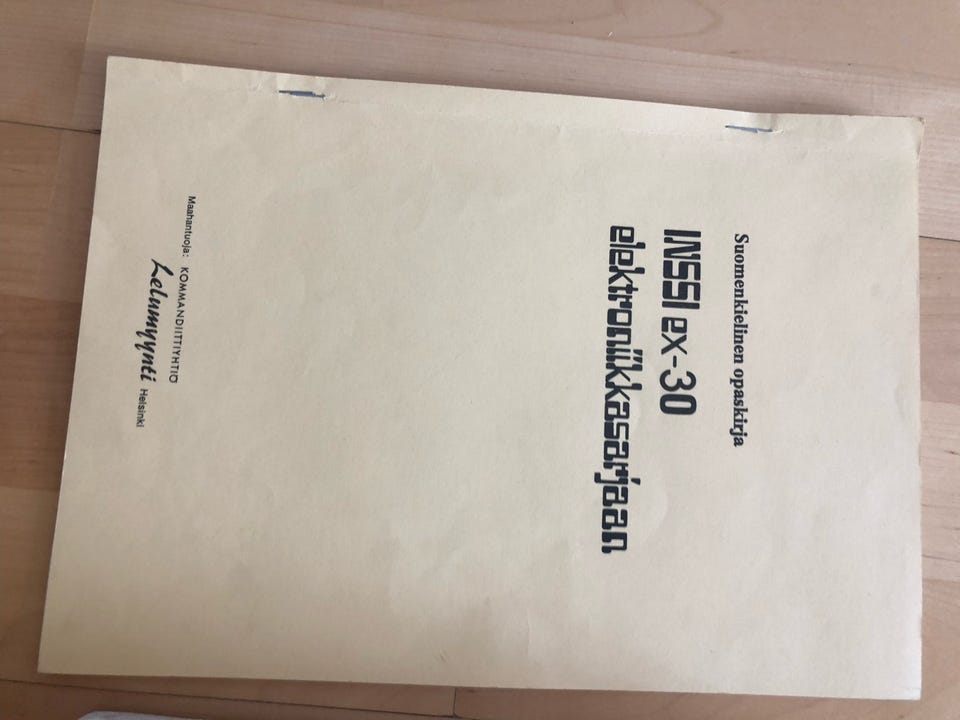 Suomenkielinen opaskirja
INSSI ex-30
elektroniikkasarjaan
Maahantuoja: KOMMANDIITTIYHTIÖ
Lelumyynti Helsinki